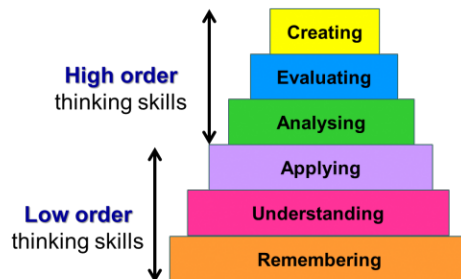 Creating
Evaluating
High order
thinking skills
Analysing
Applying
Understanding
Low order
thinking skills
Remembering